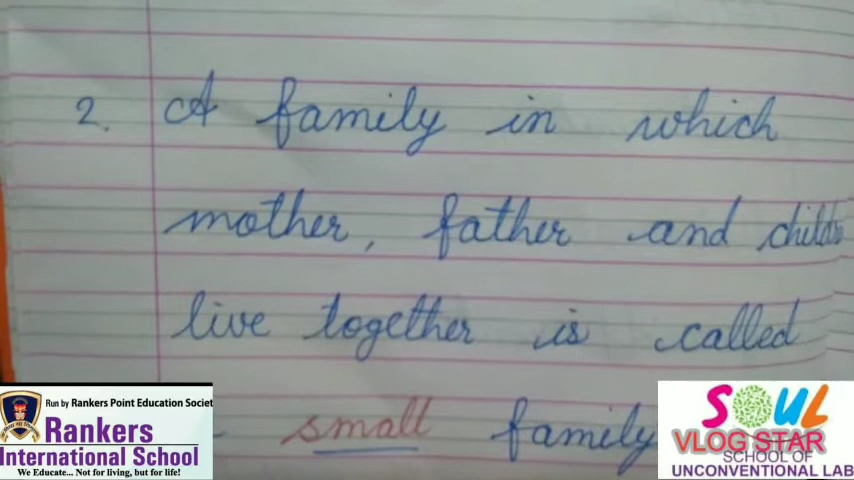 2. A family in which
mother, father and childre
live together is called
small family
Run by Rankers Point Education Societ
Rankers
International School
We Educate... Not for living, but for life!
SOUL
VLOG STAR
SCHOOL OF
UNCONVENTIONAL LAB